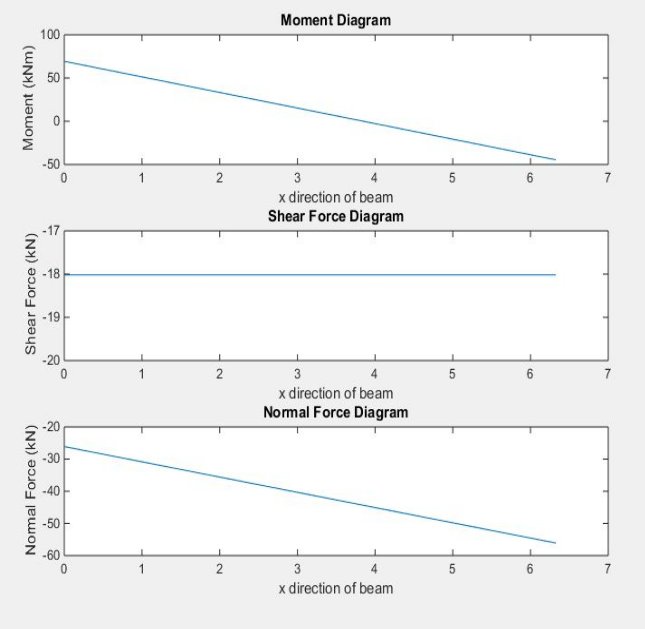 Moment Diagram
Moment (kNm)
100
50
0
-50
0 1 2 3 4 5 6 7
x direction of beam
Shear Force Diagram
Shear Force (kN)
-17
-18
-19
-20
0 1 2 3 4 5 6 7
x direction of beam
Normal Force Diagram
Normal Force (kN)
-20
-30
-40
-50
-60
0 1 2 3 4 5 6 7
x direction of beam